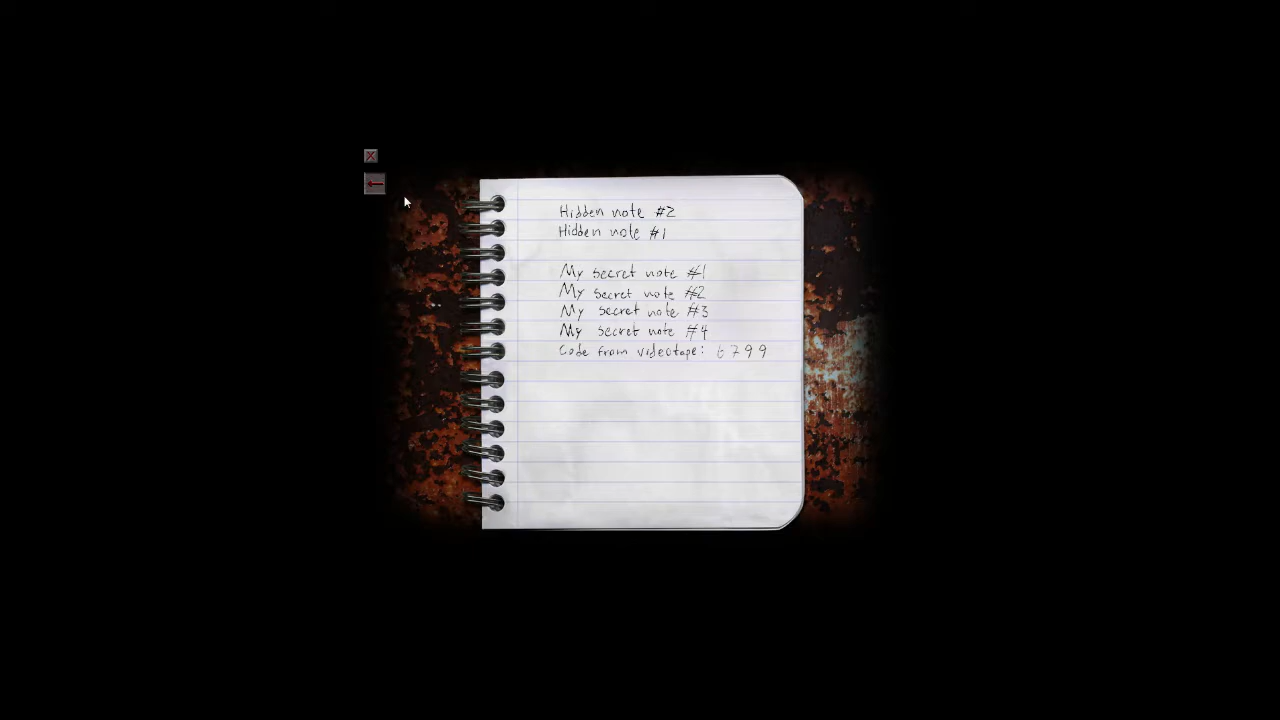 Hidden note #2
Hidden note #1
My secret note #1
My secret note #2
My secret note #3
My secret note #4
Code from videotape: 6799